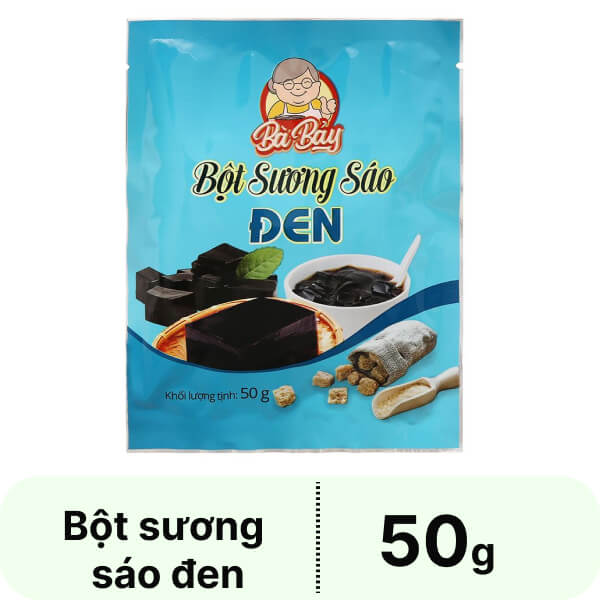 Bà Bảy
Bột Sương Sáo
ĐEN
Khối lượng tịnh: 50 g
Bột sương
sáo đen
50g